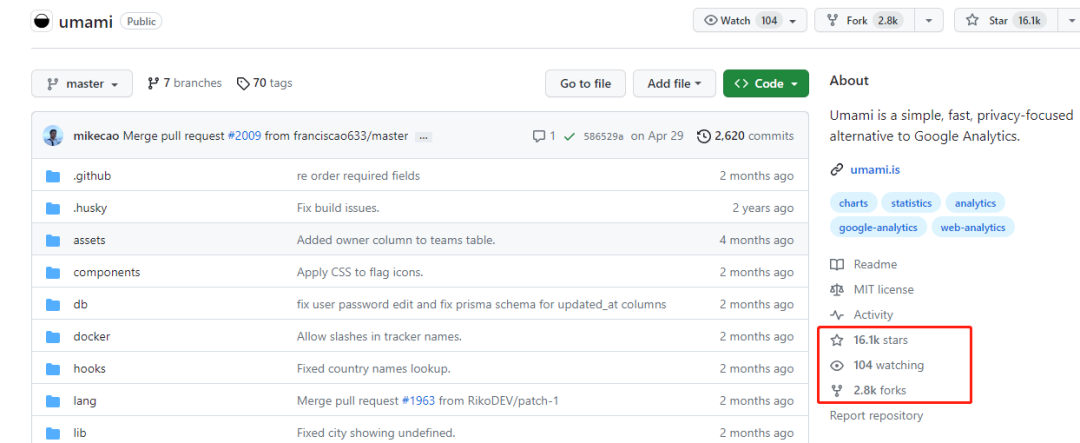 umami Public Watch 104 Fork 2.8k Star 16.1k
master 7 branches 70 tags Go to file Add file Code
mikecao Merge pull request #2009 from franciscao633/master ... 1 586529a on Apr 29 2,620 commits
.github re order required fields 2 months ago
.husky Fix build issues. 2 years ago
assets Added owner column to teams table. 4 months ago
components Apply CSS to flag icons. 2 months ago
db fix user password edit and fix prisma schema for updated_at columns 2 months ago
docker Allow slashes in tracker names. 2 months ago
hooks Fixed country names lookup. 2 months ago
lang Merge pull request #1963 from RikoDEV/patch-1 2 months ago
lib Fixed city showing undefined. 2 months ago
About
Umami is a simple, fast, privacy-focused
alternative to Google Analytics.
umami.is
charts statistics analytics
google-analytics web-analytics
Readme
MIT license
Activity
16.1k stars
104 watching
2.8k forks
Report repository